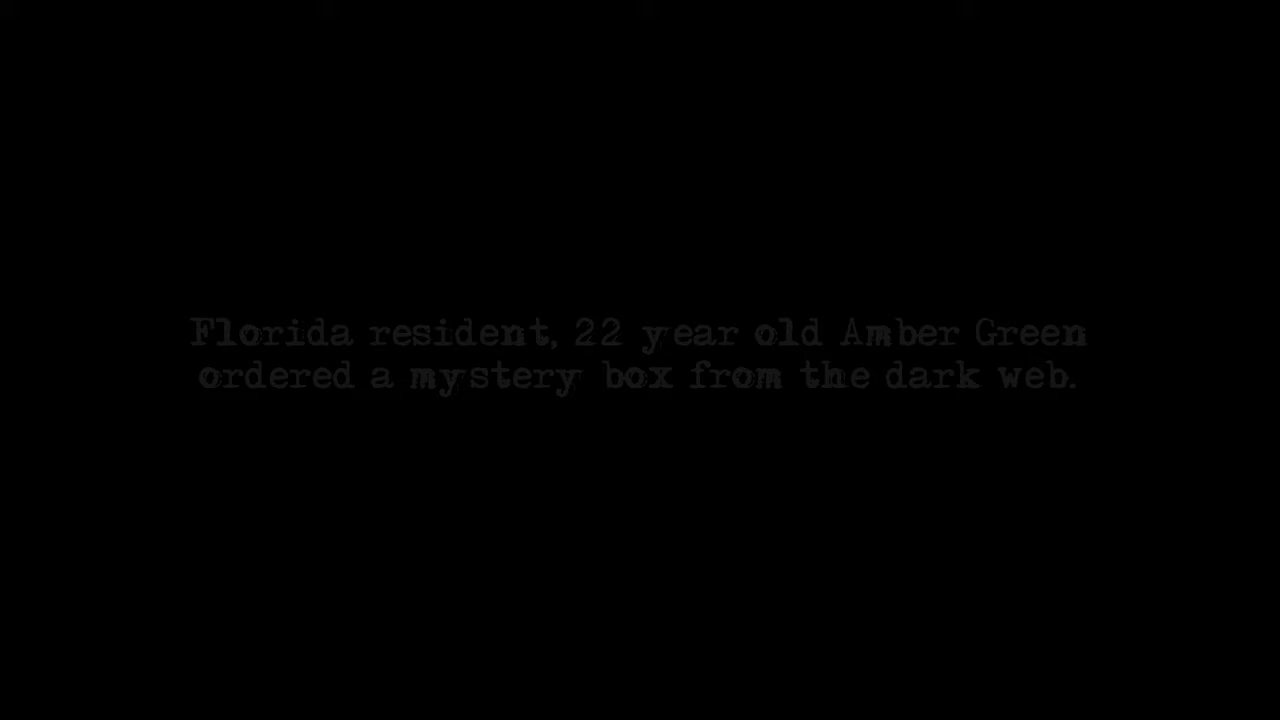 Florida resident, 22 year old Amber Green
ordered a mystery box from the dark web.